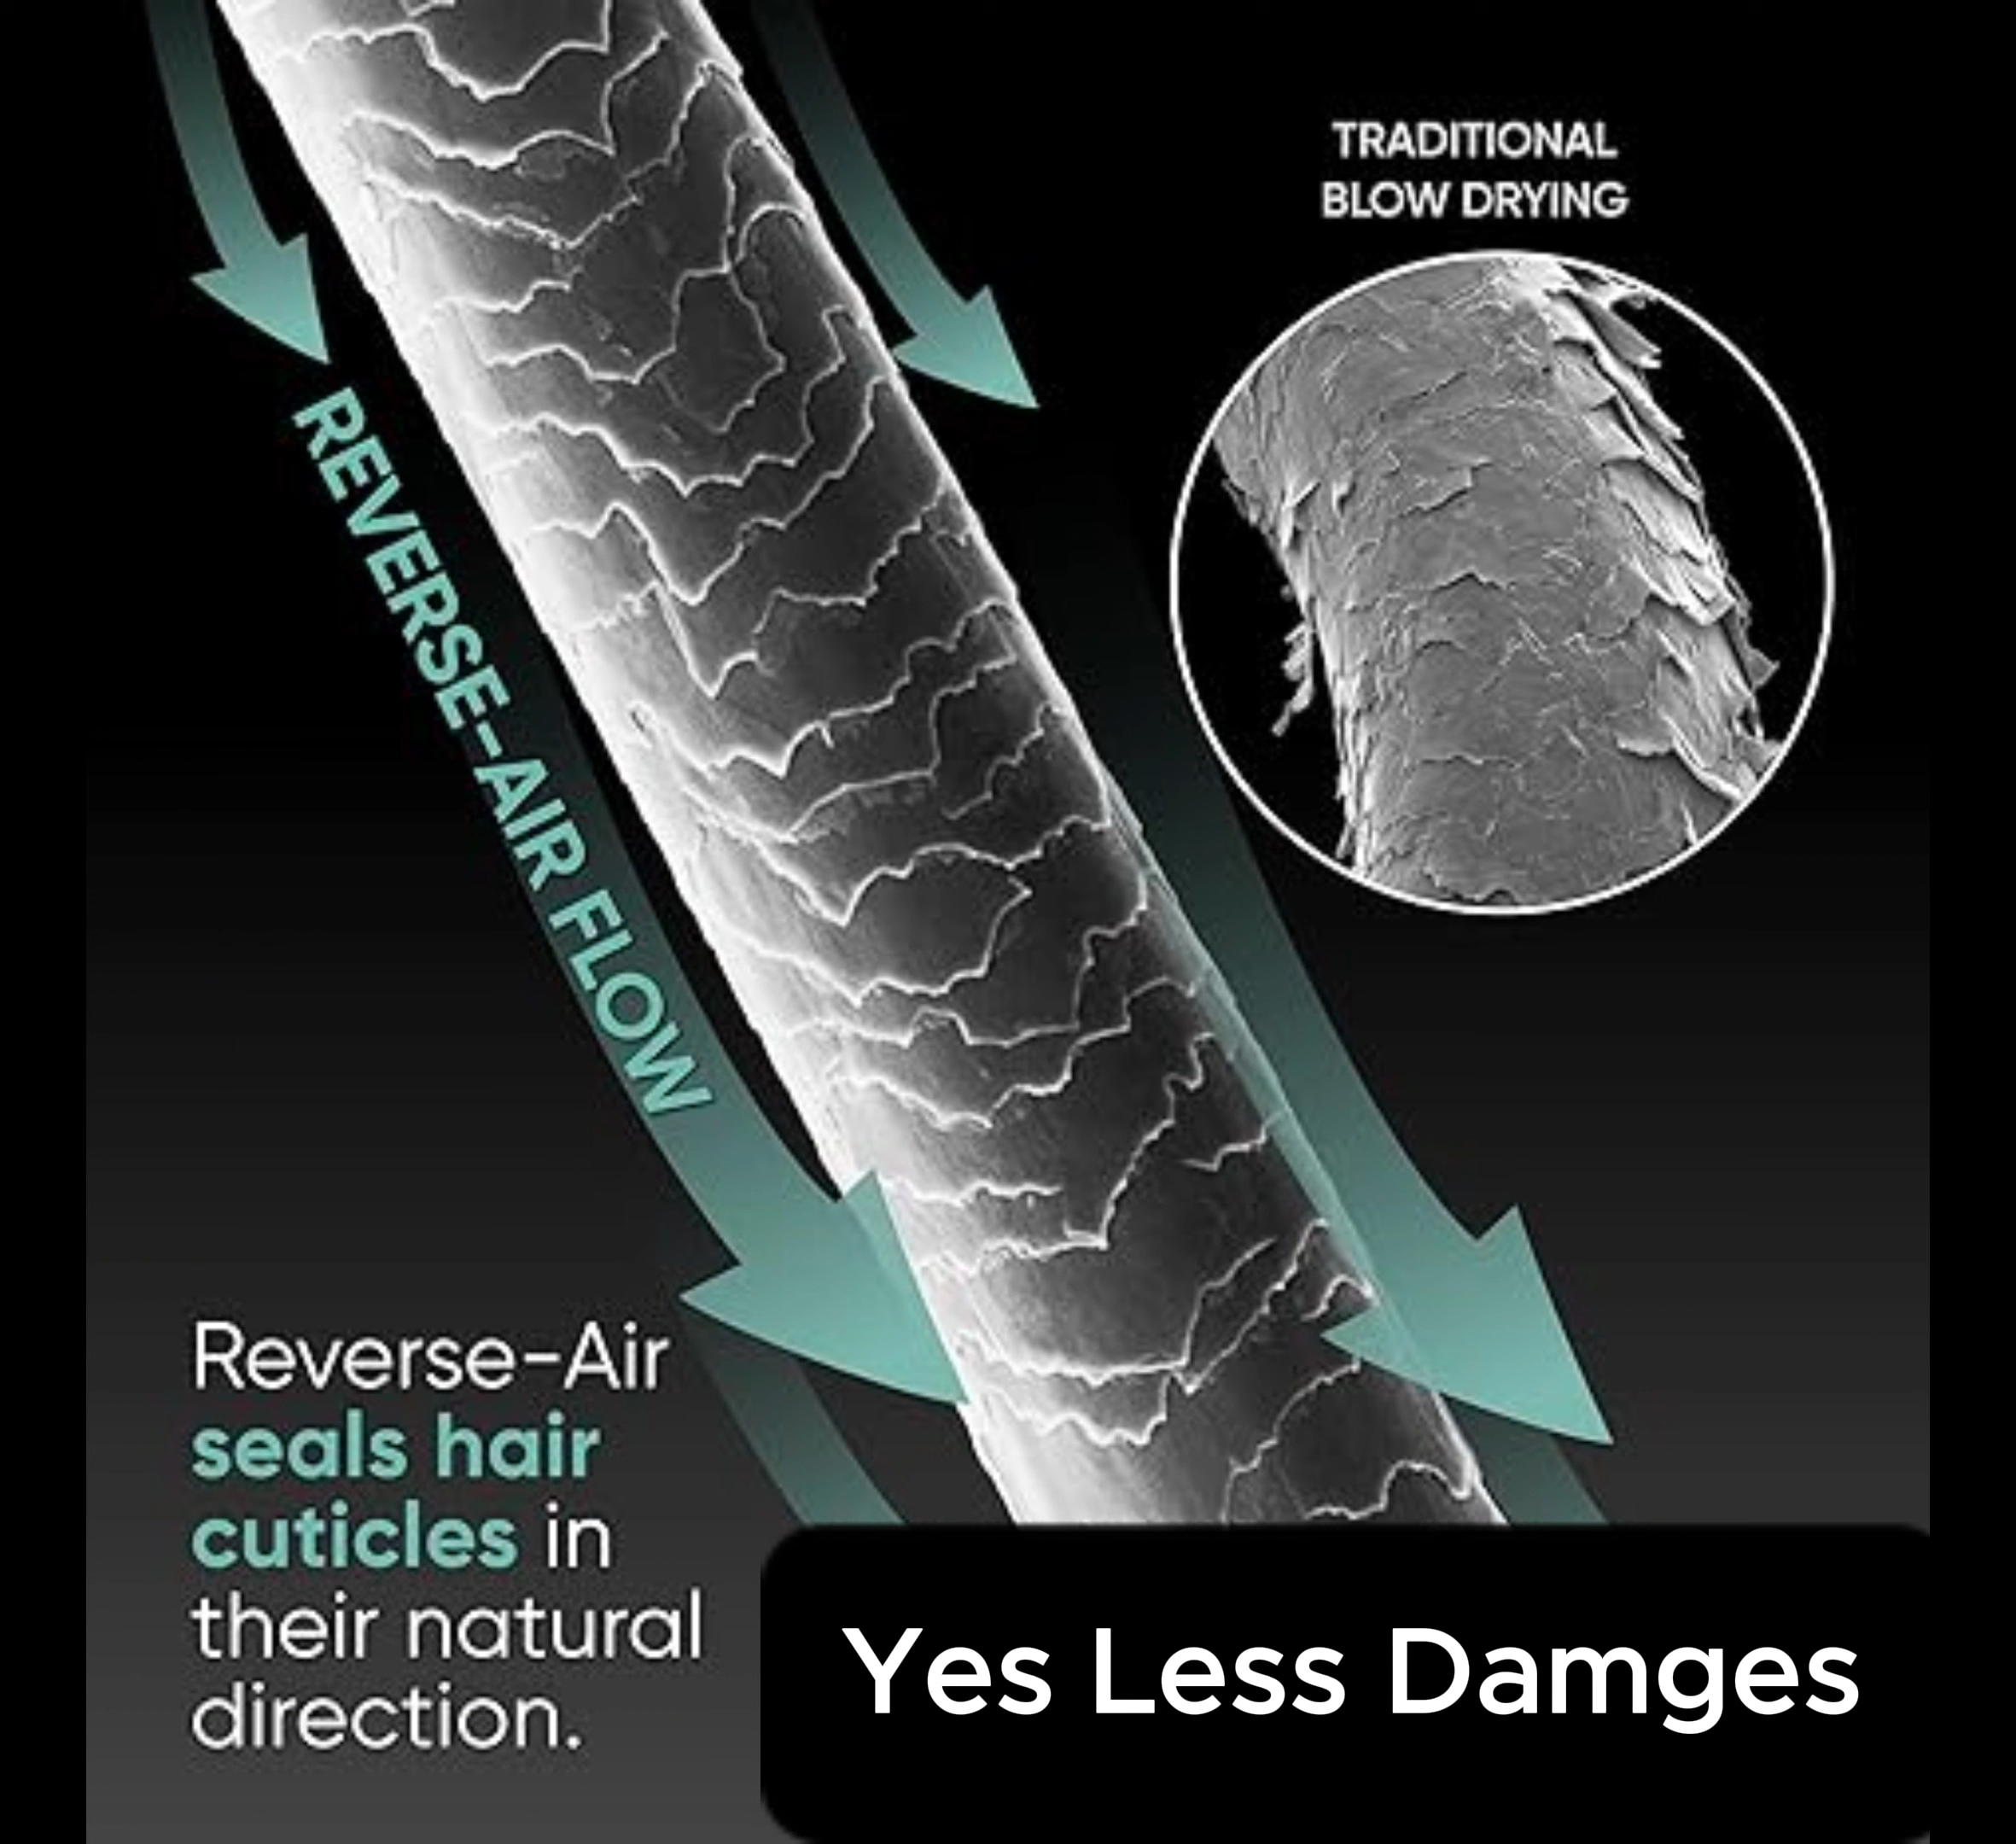 TRADITIONAL
BLOW DRYING
REVERSE-AIR FLOW
Reverse-Air
seals hair
cuticles in
their natural
direction.
Yes Less Damges